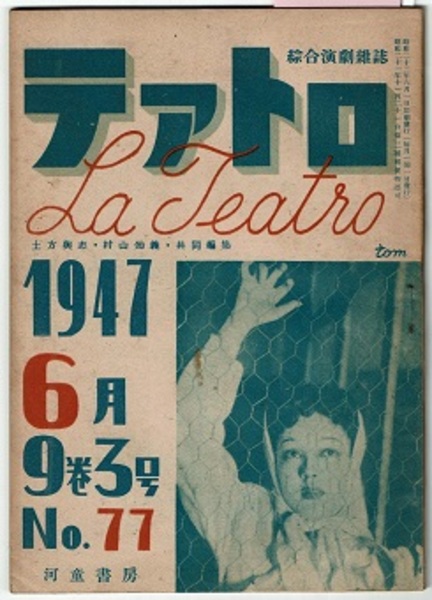 綜合演劇雑誌
テアトロ
La Teatro
土方與志・村山知義・共同編集
tom
1947
6月
9巻3号
No. 77
河童書房